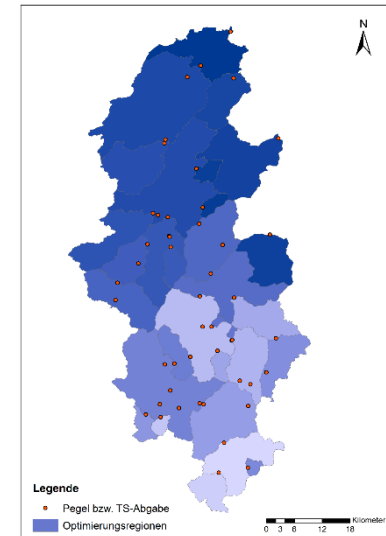 N
Legende
Pegel bzw. TS-Abgabe
Optimierungsregionen
Kilometer
0 3 6 12 18